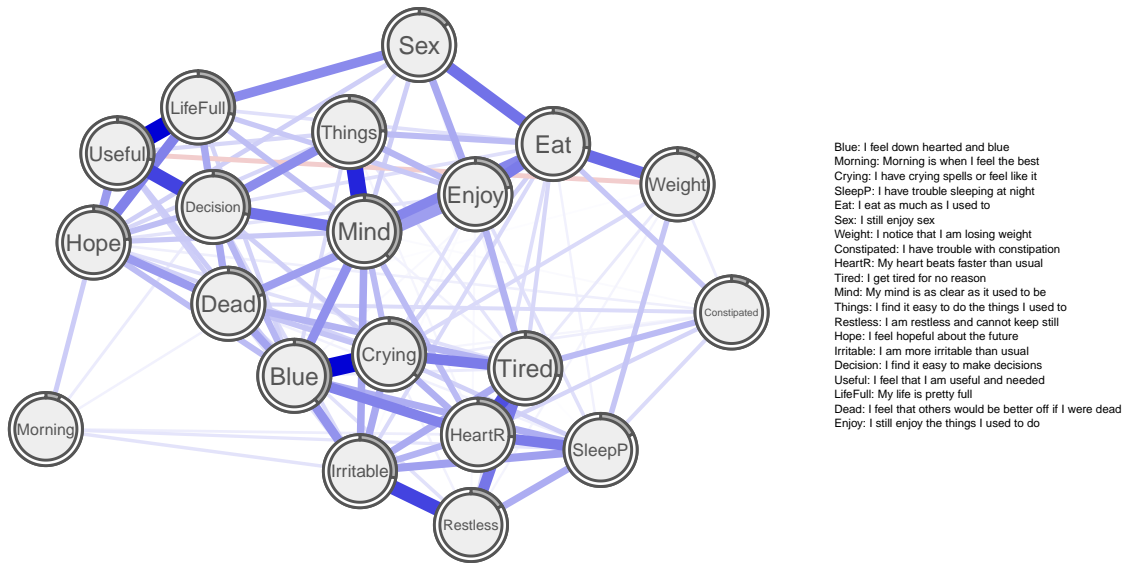 Sex
LifeFull
Things
Useful
Eat
Weight
Enjoy
Decision
Mind
Hope
Dead
Constipated
Crying
Blue
Tired
Morning
HeartR
SleepP
Irritable
Restless
Blue: I feel down hearted and blue
Morning: Morning is when I feel the best
Crying: I have crying spells or feel like it
SleepP: I have trouble sleeping at night
Eat: I eat as much as I used to
Sex: I still enjoy sex
Weight: I notice that I am losing weight
Constipated: I have trouble with constipation
HeartR: My heart beats faster than usual
Tired: I get tired for no reason
Mind: My mind is as clear as it used to be
Things: I find it easy to do the things I used to
Restless: I am restless and cannot keep still
Hope: I feel hopeful about the future
Irritable: I am more irritable than usual
Decision: I find it easy to make decisions
Useful: I feel that I am useful and needed
LifeFull: My life is pretty full
Dead: I feel that others would be better off if I were dead
Enjoy: I still enjoy the things I used to do